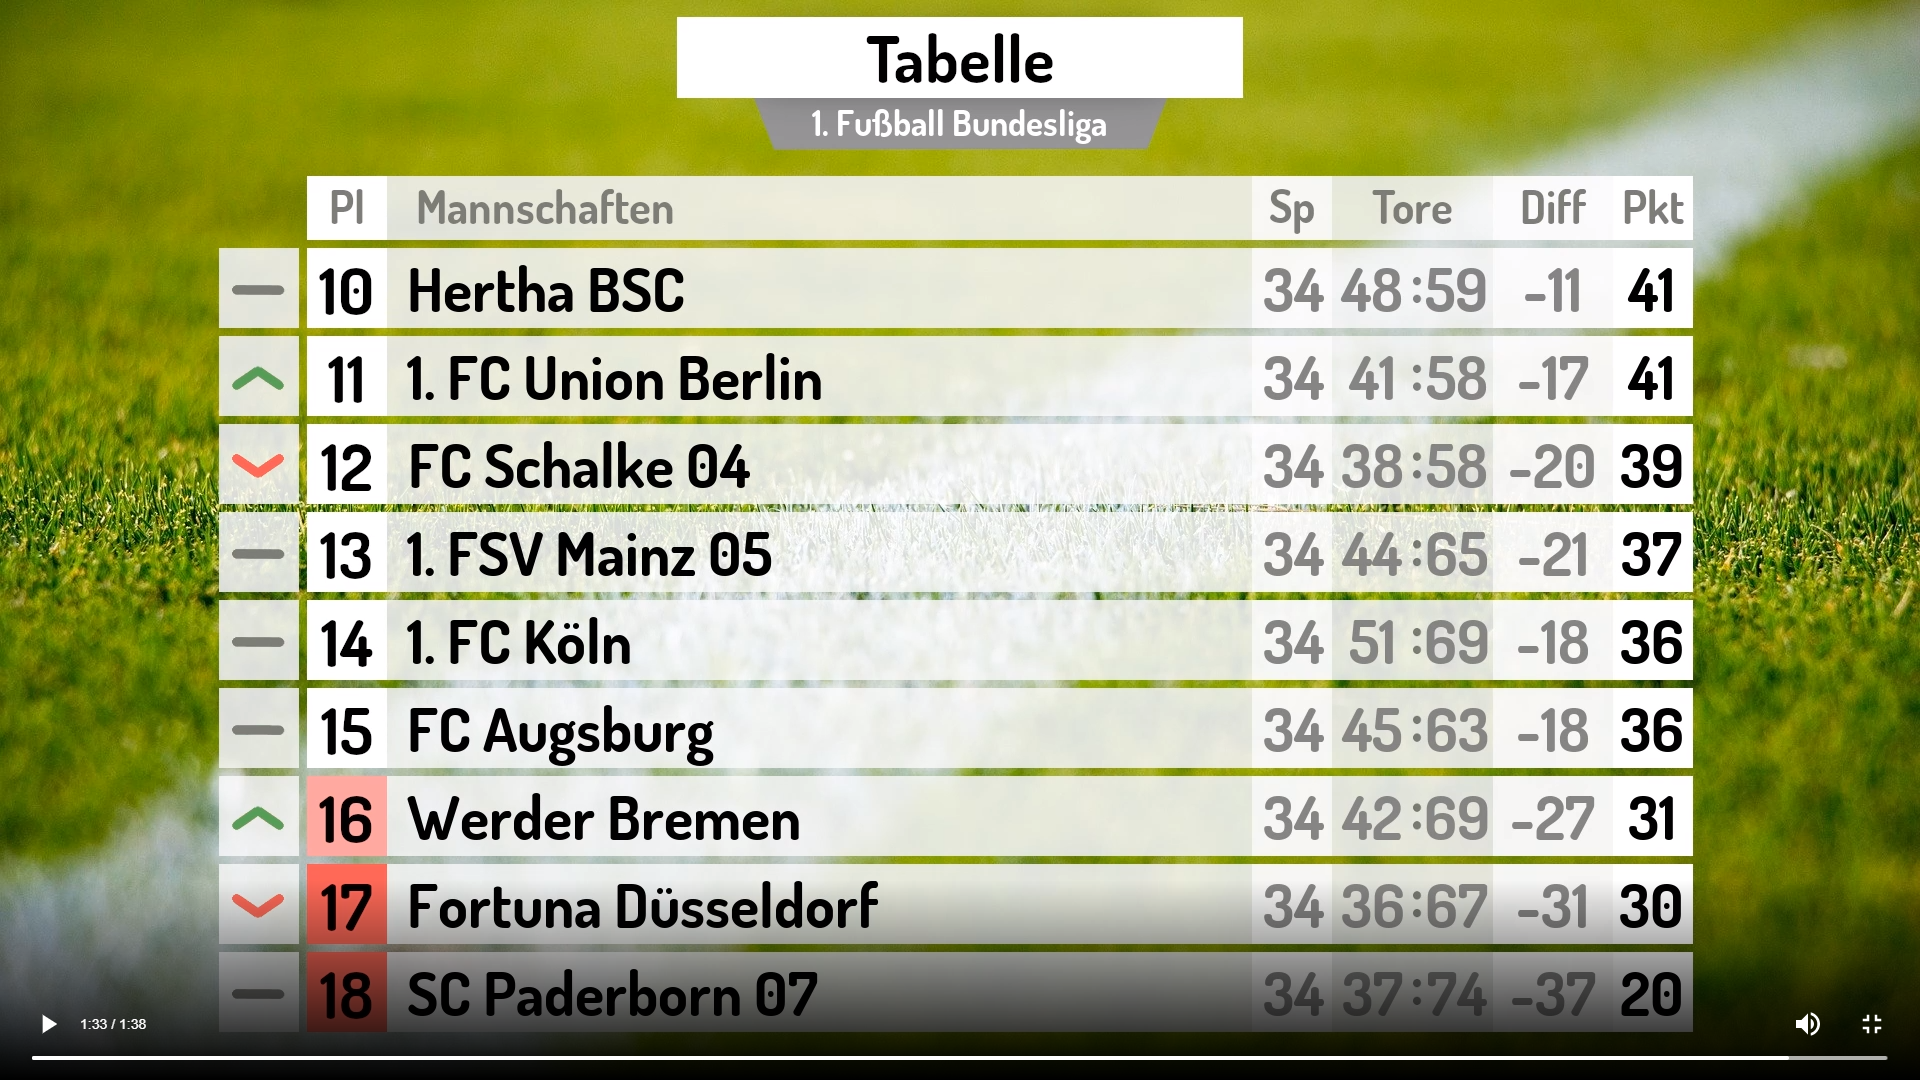 Tabelle
1. Fußball Bundesliga
Pl Mannschaften Sp Tore Diff Pkt
10 Hertha BSC 34 48:59 -11 41
11 1. FC Union Berlin 34 41:58 -17 41
12 FC Schalke 04 34 38:58 -20 39
13 1. FSV Mainz 05 34 44:65 -21 37
14 1. FC Köln 34 51:69 -18 36
15 FC Augsburg 34 45:63 -18 36
16 Werder Bremen 34 42:69 -27 31
17 Fortuna Düsseldorf 34 36:67 -31 30
18 SC Paderborn 07 34 37:74 -37 20
1:33 / 1:38